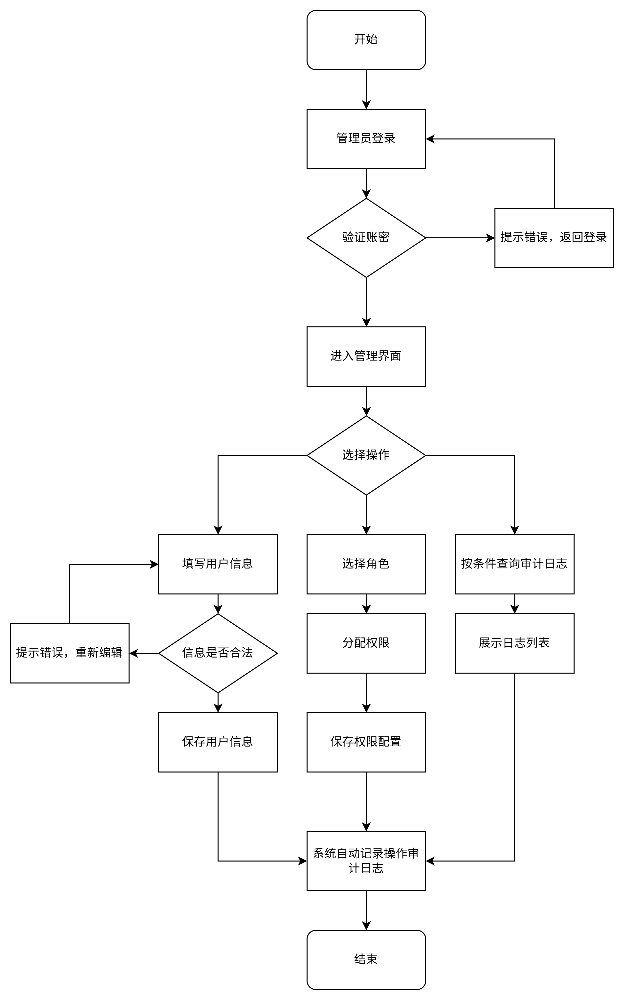 开始
管理员登录
验证账密
提示错误，返回登录
进入管理界面
选择操作
填写用户信息
选择角色
按条件查询审计日志
分配权限
展示日志列表
提示错误，重新编辑
信息是否合法
保存用户信息
保存权限配置
系统自动记录操作审
计日志
结束